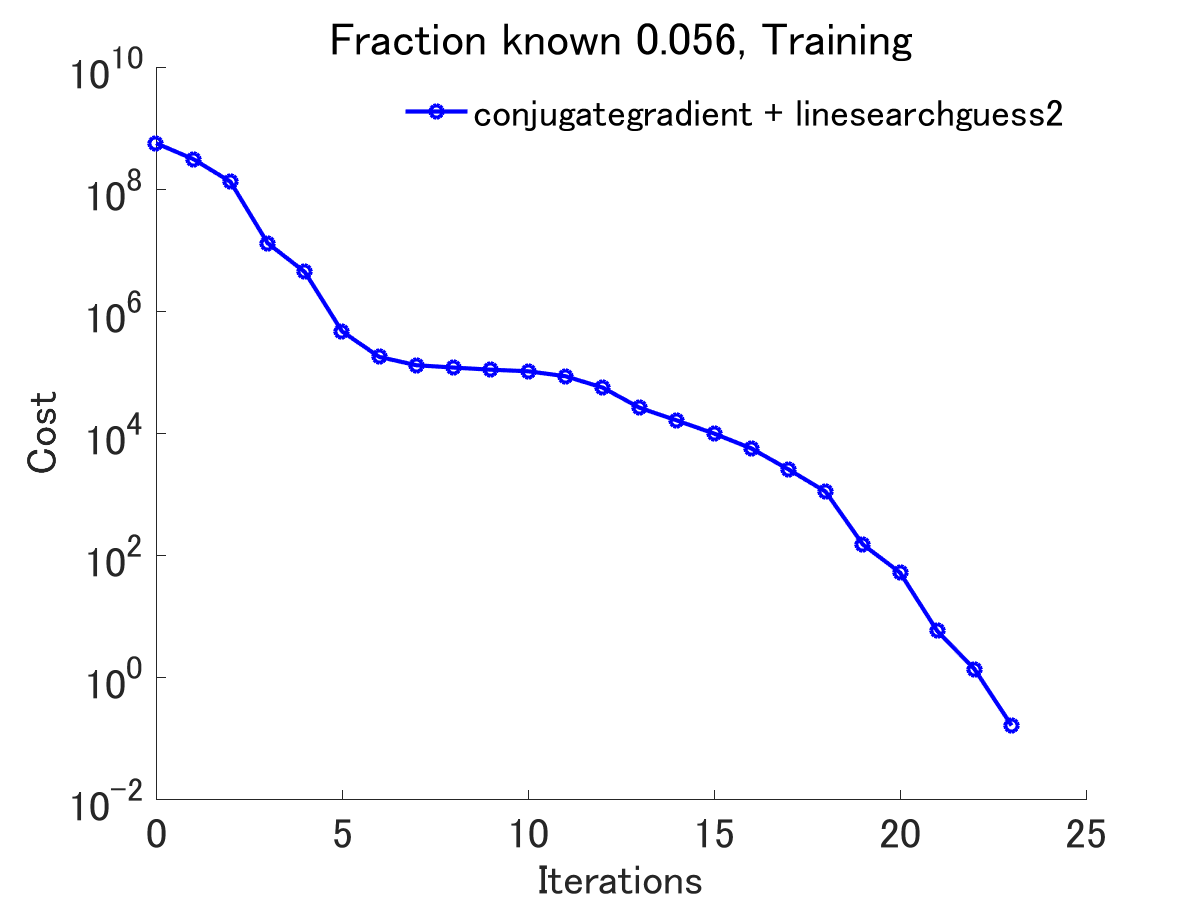 Fraction known 0.056, Training
conjugategradient + linesearchguess2
10^10
10^8
10^6
10^4
10^2
10^0
10^-2
Cost
0 5 10 15 20 25
Iterations